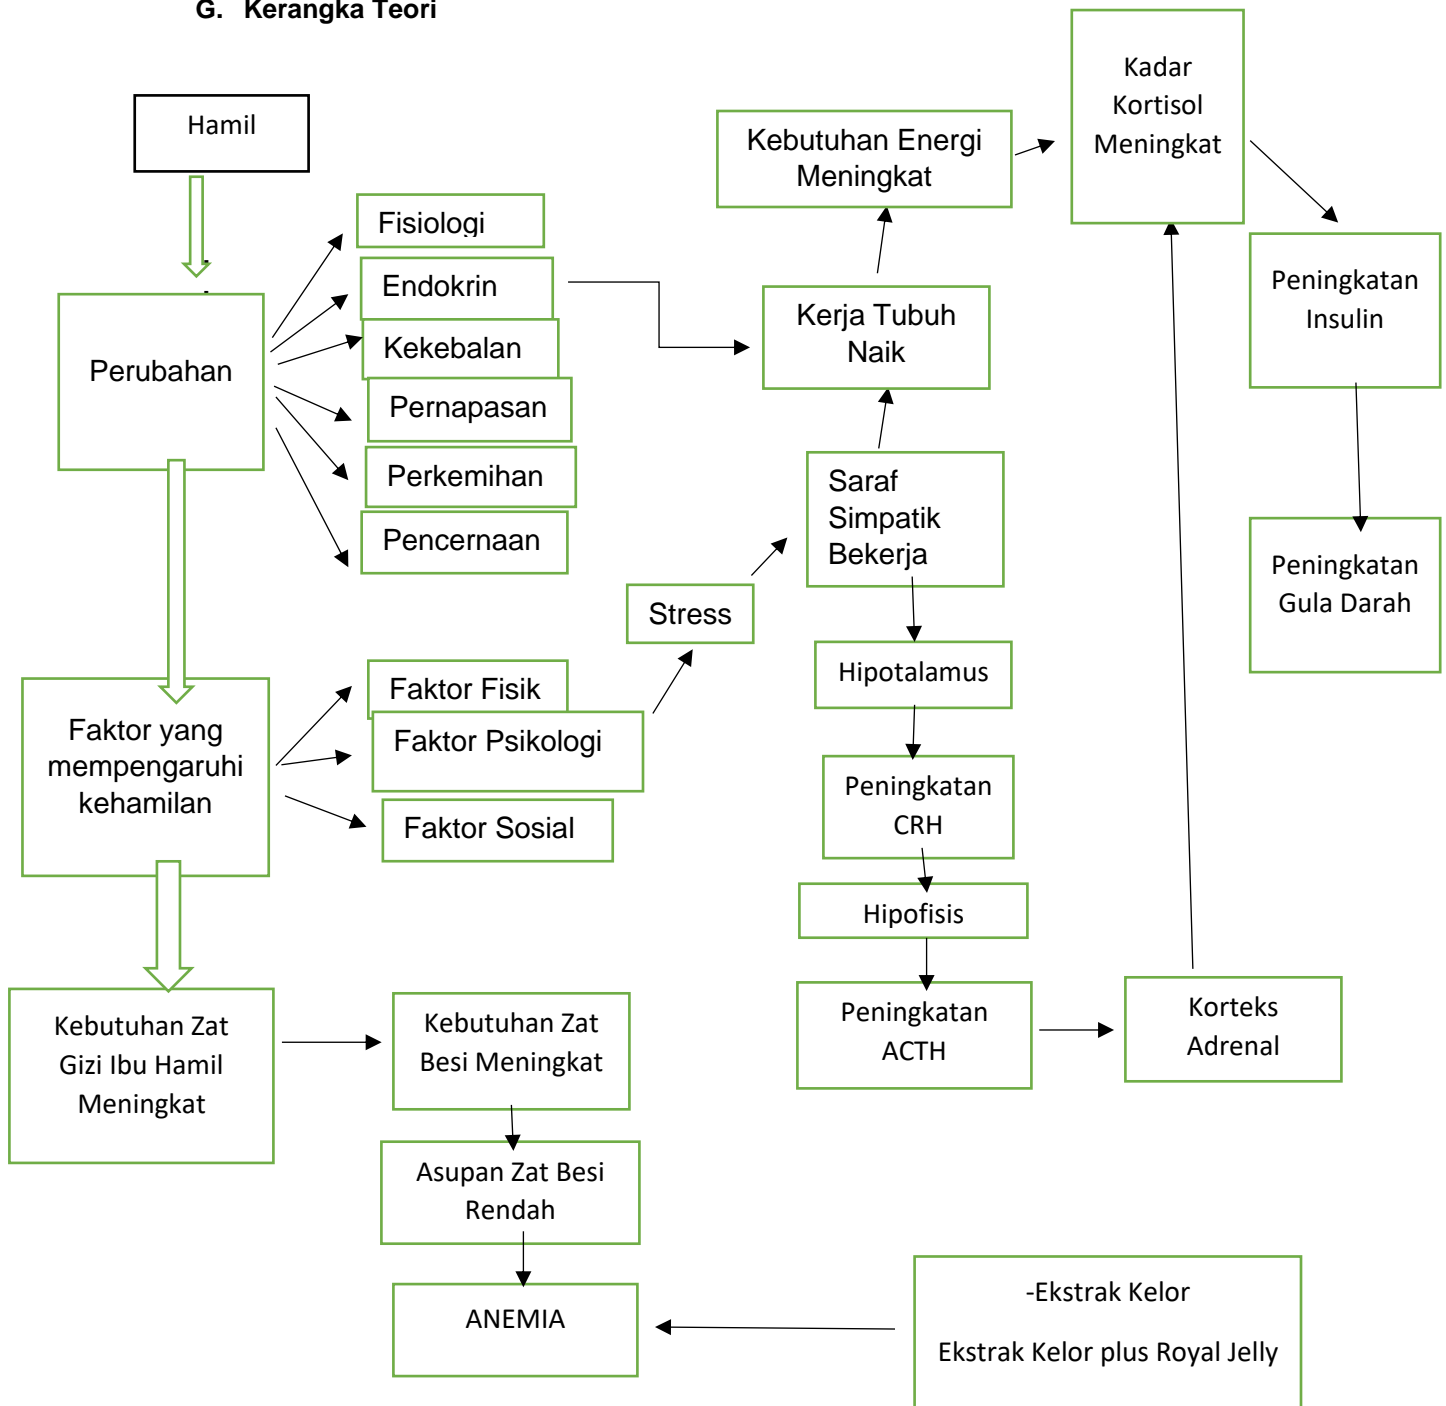 G. Kerangka Teori
Hamil
Perubahan
Fisiologi
Endokrin
Kekebalan
Pernapasan
Perkemihan
Pencernaan
Faktor yang
mempengaruhi
kehamilan
Faktor Fisik
Faktor Psikologi
Faktor Sosial
Stress
Saraf
Simpatik
Bekerja
Kerja Tubuh
Naik
Kebutuhan Energi
Meningkat
Kadar
Kortisol
Meningkat
Peningkatan
Insulin
Peningkatan
Gula Darah
Hipotalamus
Peningkatan
CRH
Hipofisis
Peningkatan
ACTH
Korteks
Adrenal
Kebutuhan Zat
Gizi Ibu Hamil
Meningkat
Kebutuhan Zat
Besi Meningkat
Asupan Zat Besi
Rendah
ANEMIA
-Ekstrak Kelor
Ekstrak Kelor plus Royal Jelly